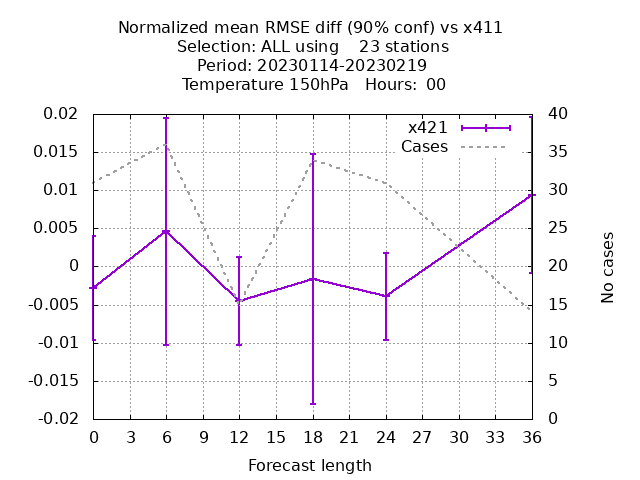 Normalized mean RMSE diff (90% conf) vs x411
Selection: ALL using    23 stations
Period: 20230114-20230219
Temperature 150hPa   Hours: 00
x421
Cases
0.02
0.015
0.01
0.005
0
-0.005
-0.01
-0.015
-0.02
40
35
30
25
20
15
10
5
0
No cases
0 3 6 9 12 15 18 21 24 27 30 33 36
Forecast length